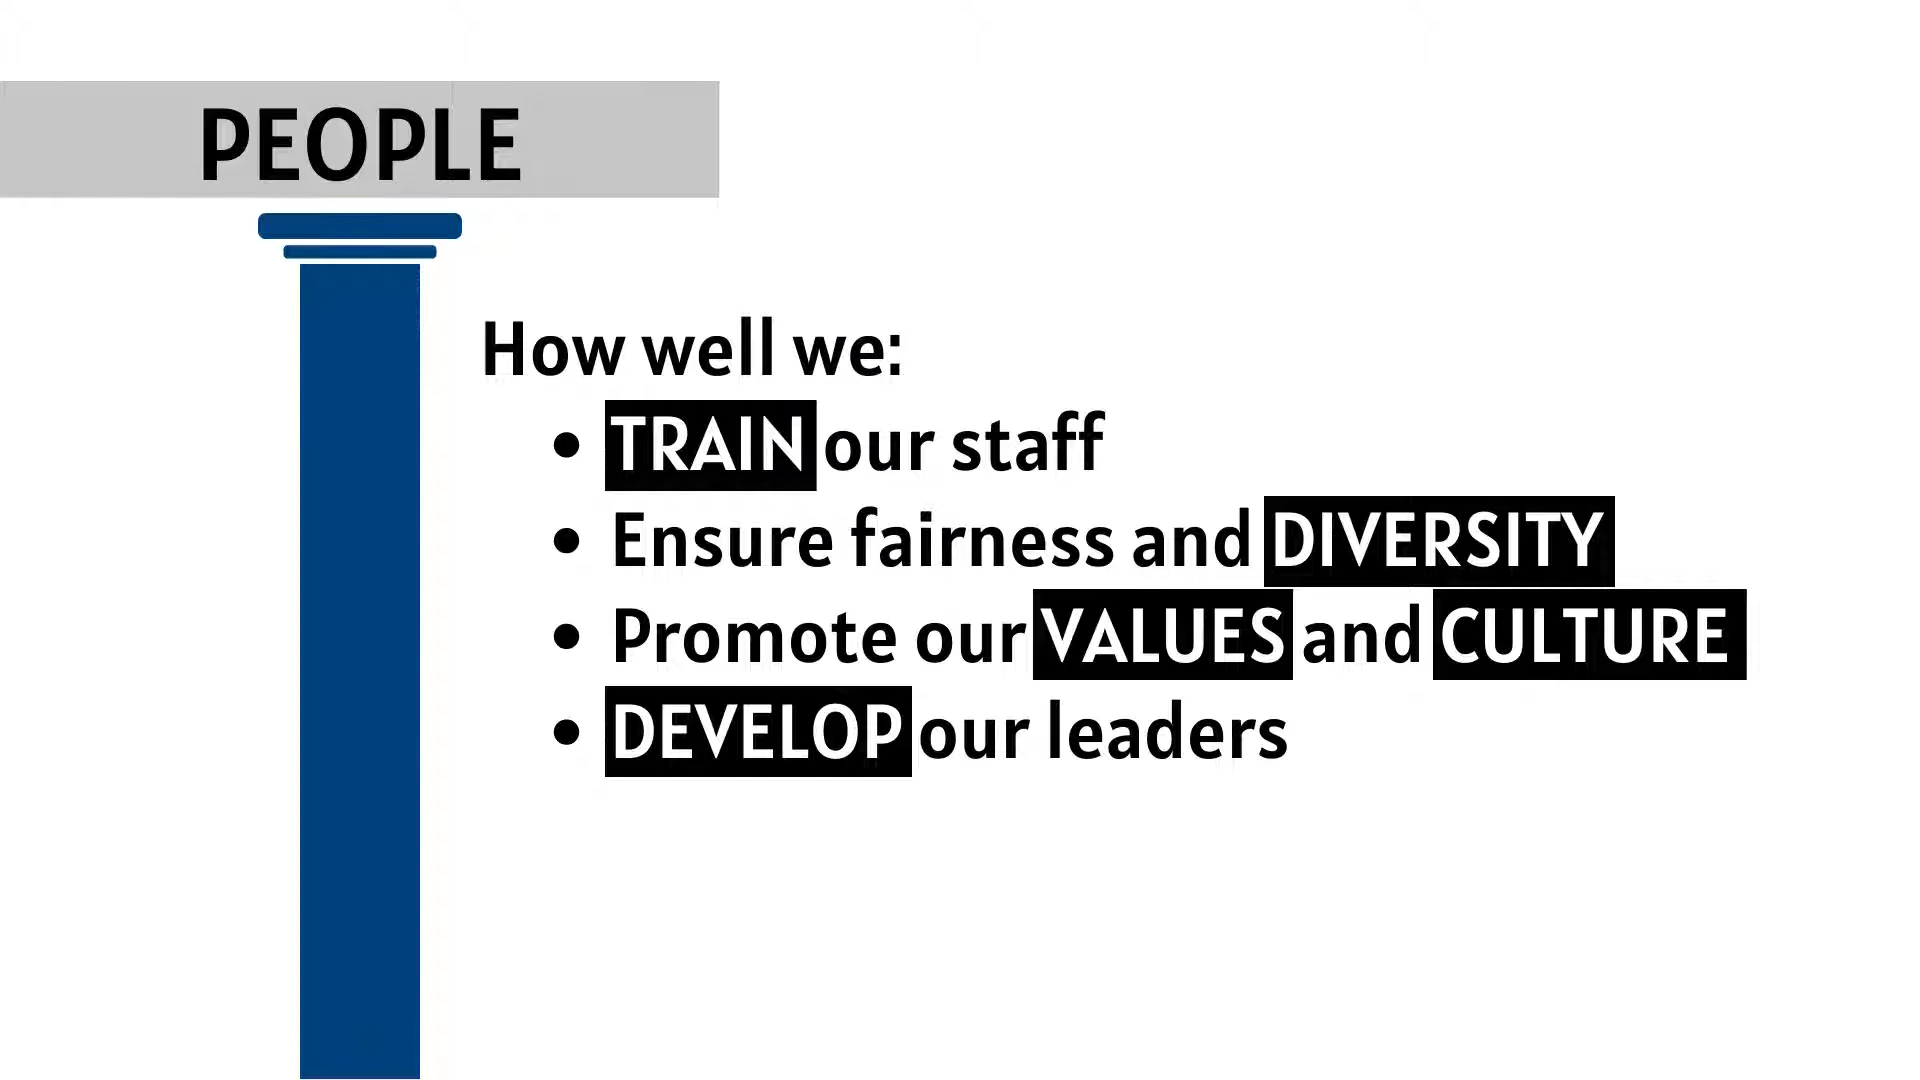 PEOPLE
How well we:
• TRAIN our staff
• Ensure fairness and DIVERSITY
• Promote our VALUES and CULTURE
• DEVELOP our leaders